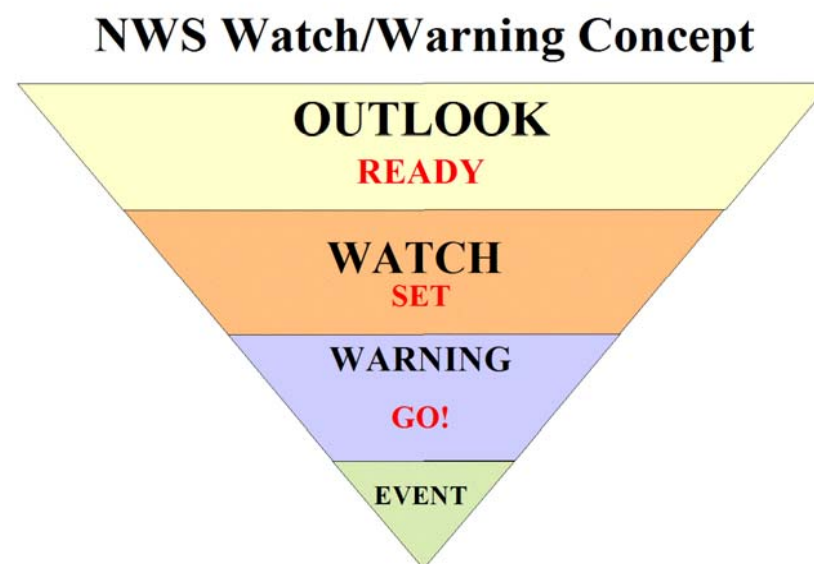 NWS Watch/Warning Concept
OUTLOOK
READY
WATCH
SET
WARNING
GO!
EVENT